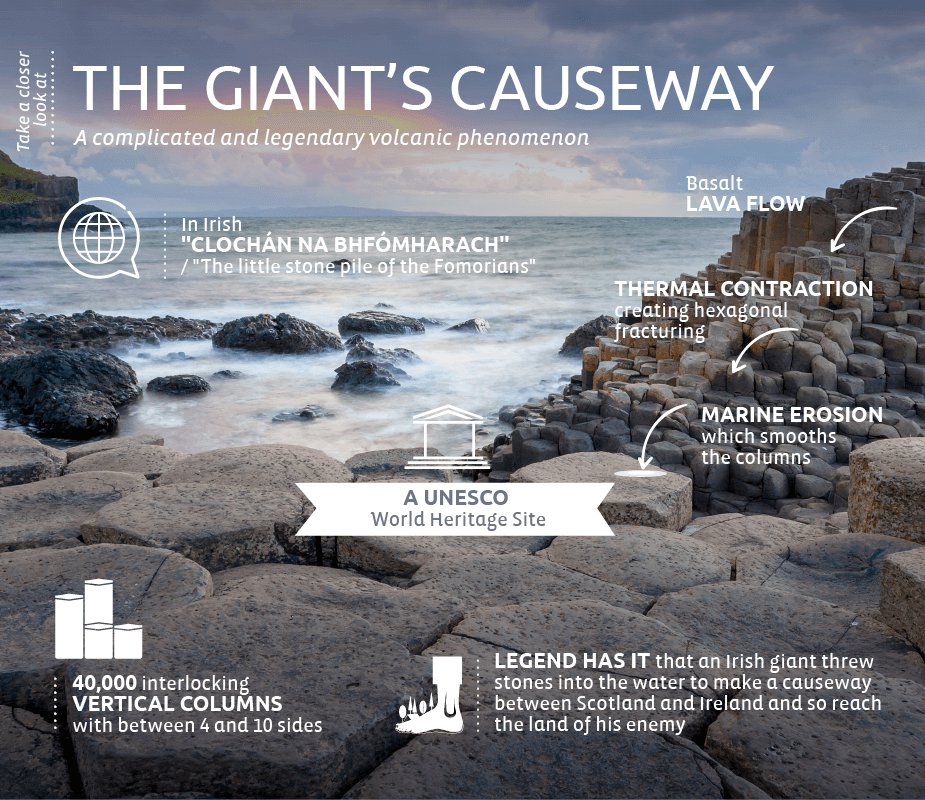 Take a closer
look at
THE GIANT'S CAUSEWAY
A complicated and legendary volcanic phenomenon
In Irish
"CLOCHÁN NA BHFÓMHARACH"
/ "The little stone pile of the Fomorians"
Basalt
LAVA FLOW
THERMAL CONTRACTION
creating hexagonal
fracturing
MARINE EROSION
which smooths
the columns
A UNESCO
World Heritage Site
40,000 interlocking
VERTICAL COLUMNS
with between 4 and 10 sides
LEGEND HAS IT that an Irish giant threw
stones into the water to make a causeway
between Scotland and Ireland and so reach
the land of his enemy